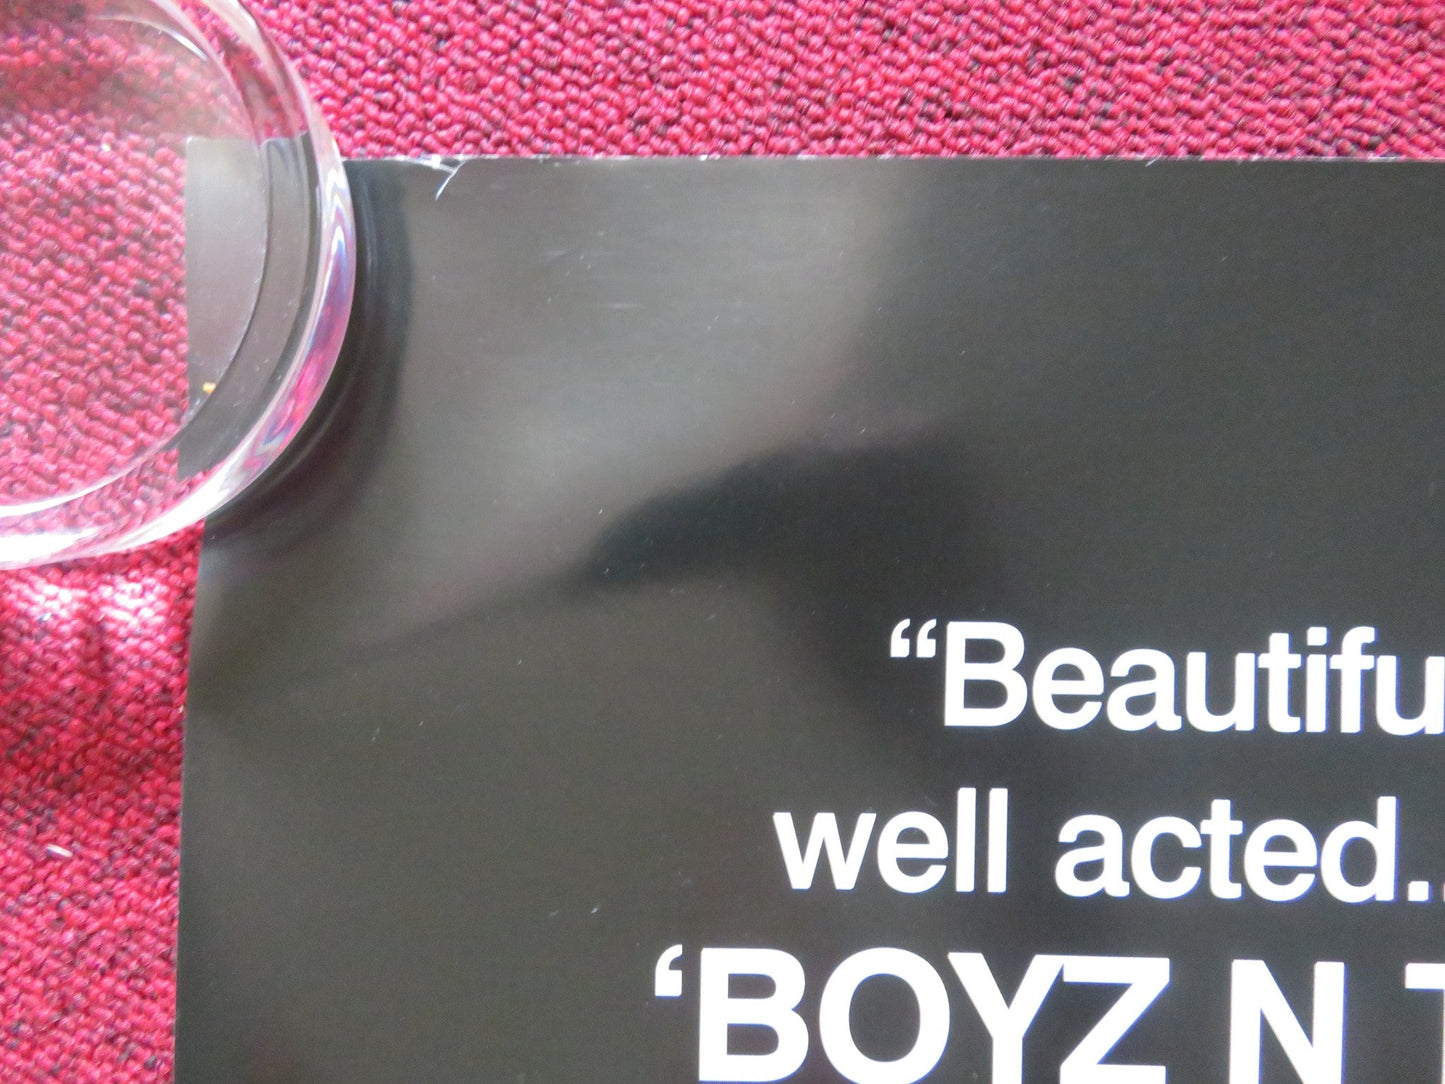 “Beautifu
well acted..
‘BOYZ N T